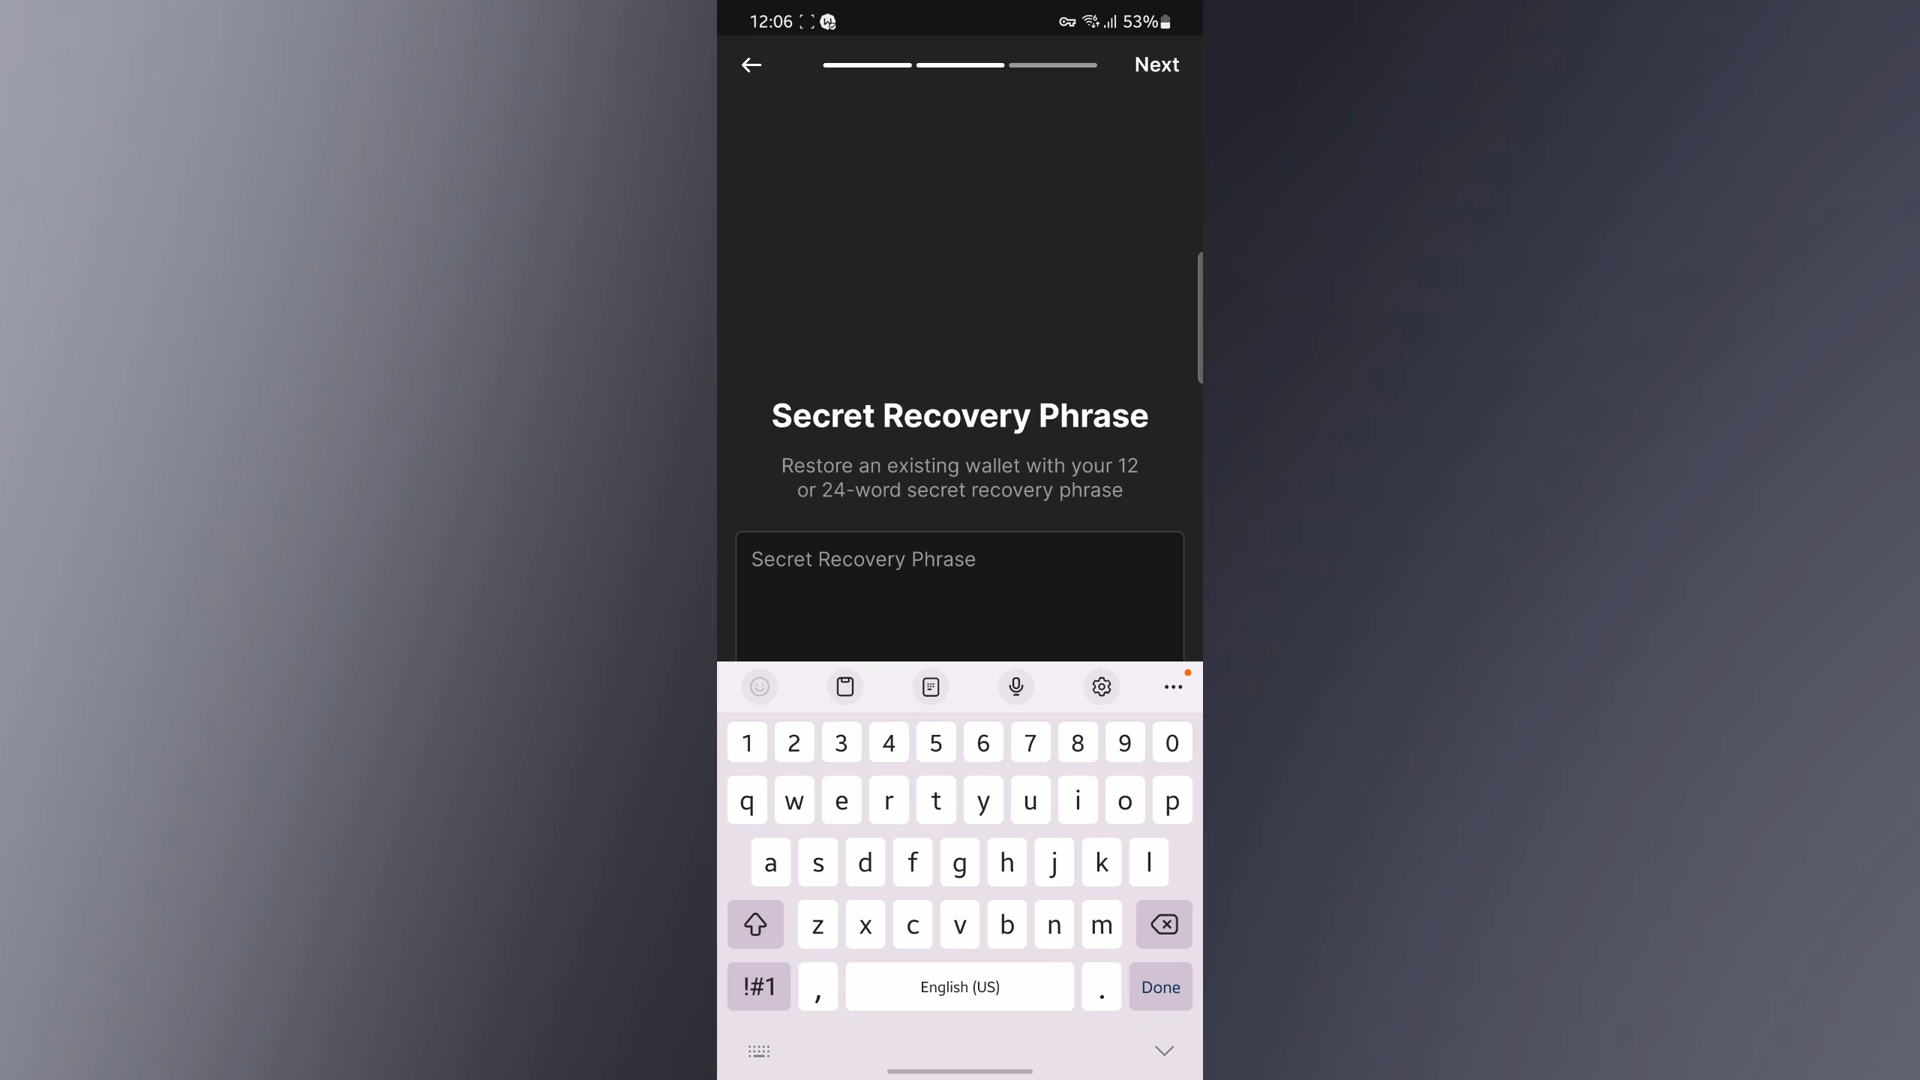 12:06 53%
Next
Secret Recovery Phrase
Restore an existing wallet with your 12
or 24-word secret recovery phrase
Secret Recovery Phrase
1 2 3 4 5 6 7 8 9 0
q w e r t y u i o p
a s d f g h j k l
z x c v b n m
!#1 , English (US) . Done